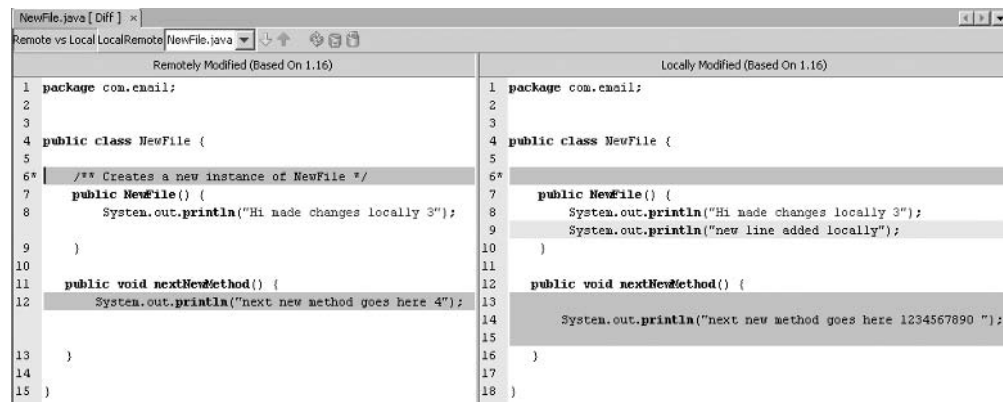 NewFile.java [ Diff ] ×
Remote vs Local LocalRemote NewFile.java
Remotely Modified (Based On 1.16)
1 package com.email;
2
3
4 public class NewFile {
5
6* /** Creates a new instance of NewFile */
7 public NewFile() {
8 System.out.println("Hi made changes locally 3");
9 }
10
11 public void nextNewMethod() {
12 System.out.println("next new method goes here 4");
13 }
14
15 }
Locally Modified (Based On 1.16)
1 package com.email;
2
3
4 public class NewFile {
5
6*
7 public NewFile() {
8 System.out.println("Hi made changes locally 3");
9 System.out.println("new line added locally");
10 }
11
12 public void nextNewMethod() {
13
14 System.out.println("next new method goes here 1234567890 ");
15
16 }
17
18 }